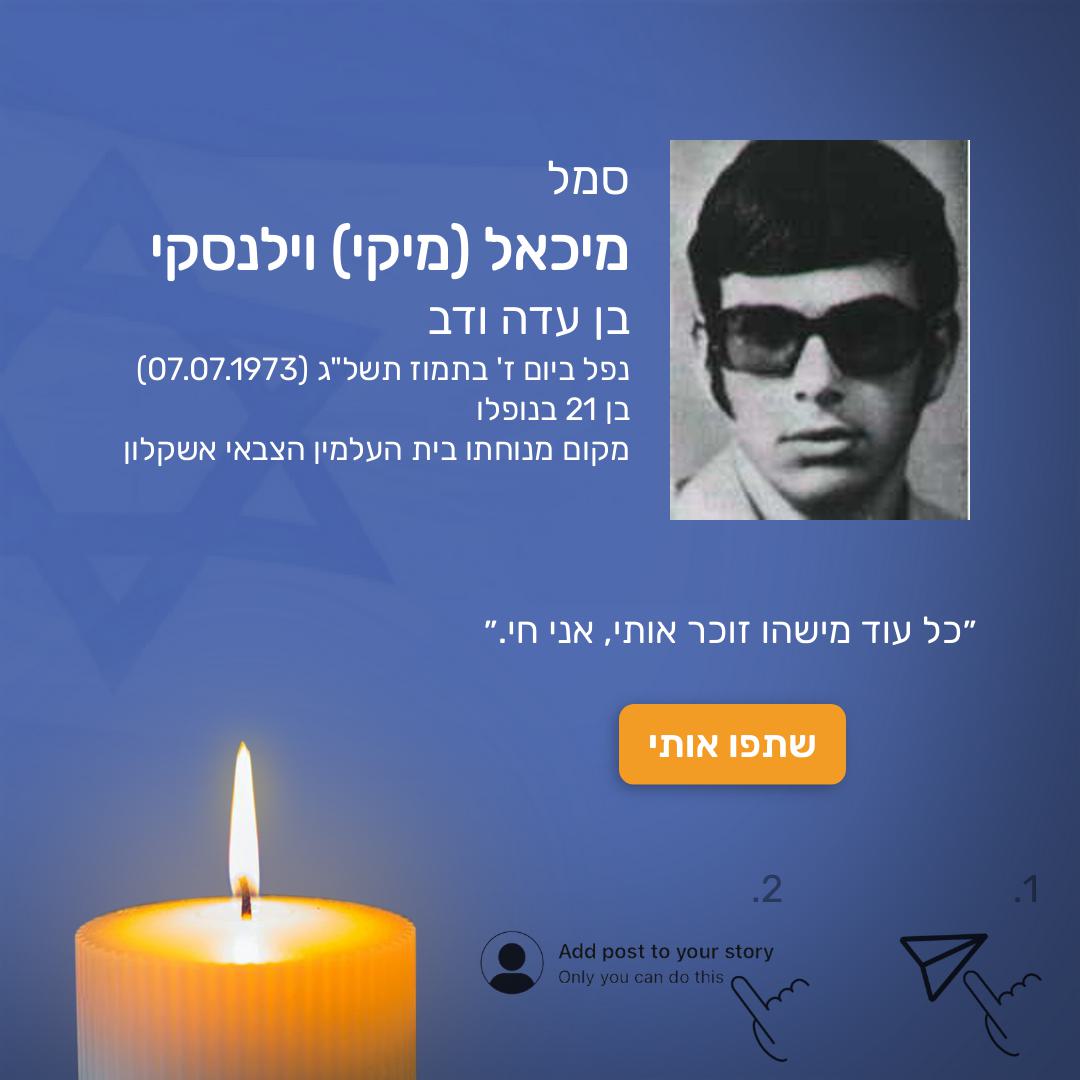 סמל
מיכאל (מיקי) וילנסקי
בן עדה ודב
נפל ביום ז' בתמוז תשל"ג (07.07.1973)
בן 21 בנופלו
מקום מנוחתו בית העלמין הצבאי אשקלון
״כל עוד מישהו זוכר אותי, אני חי.״
שתפו אותי
1.
2.
Add post to your story
Only you can do this